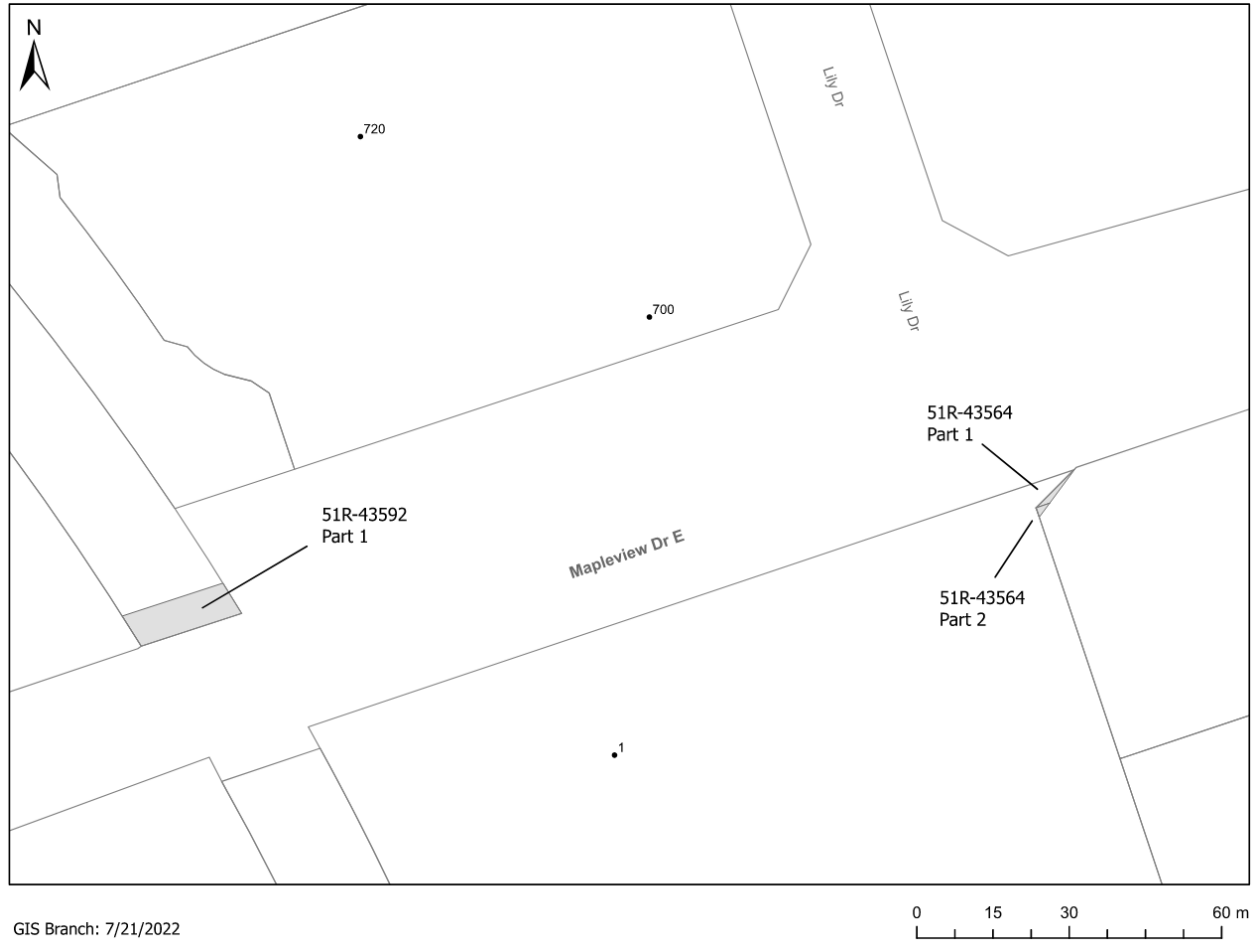 N
Lily Dr
720
Lily Dr
700
51R-43564
Part 1
51R-43592
Part 1
Mapleview Dr E
51R-43564
Part 2
1
0 15 30 60 m
GIS Branch: 7/21/2022